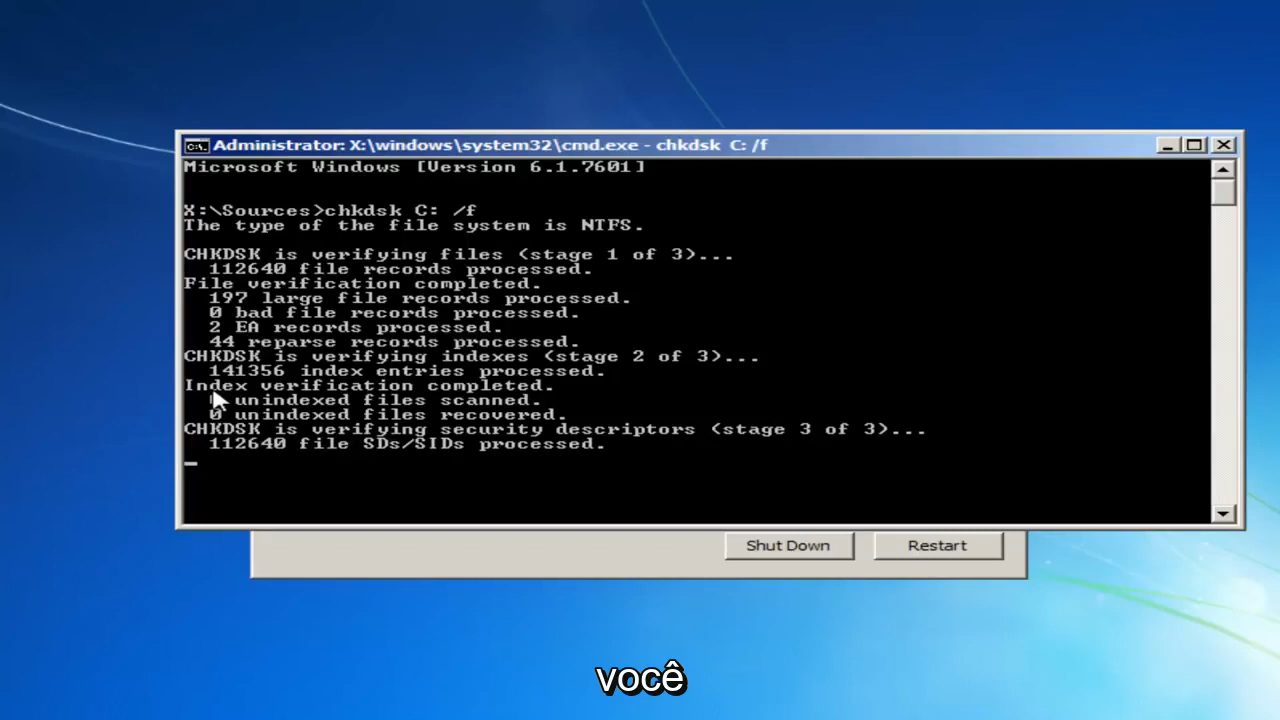 Administrator: X:\windows\system32\cmd.exe - chkdsk C: /f
Microsoft Windows [Version 6.1.7601]
X:\Sources>chkdsk C: /f
The type of the file system is NTFS.
CHKDSK is verifying files (stage 1 of 3)...
112640 file records processed.
File verification completed.
197 large file records processed.
0 bad file records processed.
2 EA records processed.
44 reparse records processed.
CHKDSK is verifying indexes (stage 2 of 3)...
141356 index entries processed.
Index verification completed.
unindexed files scanned.
0 unindexed files recovered.
CHKDSK is verifying security descriptors (stage 3 of 3)...
112640 file SDs/SIDs processed.
Shut Down
Restart
você